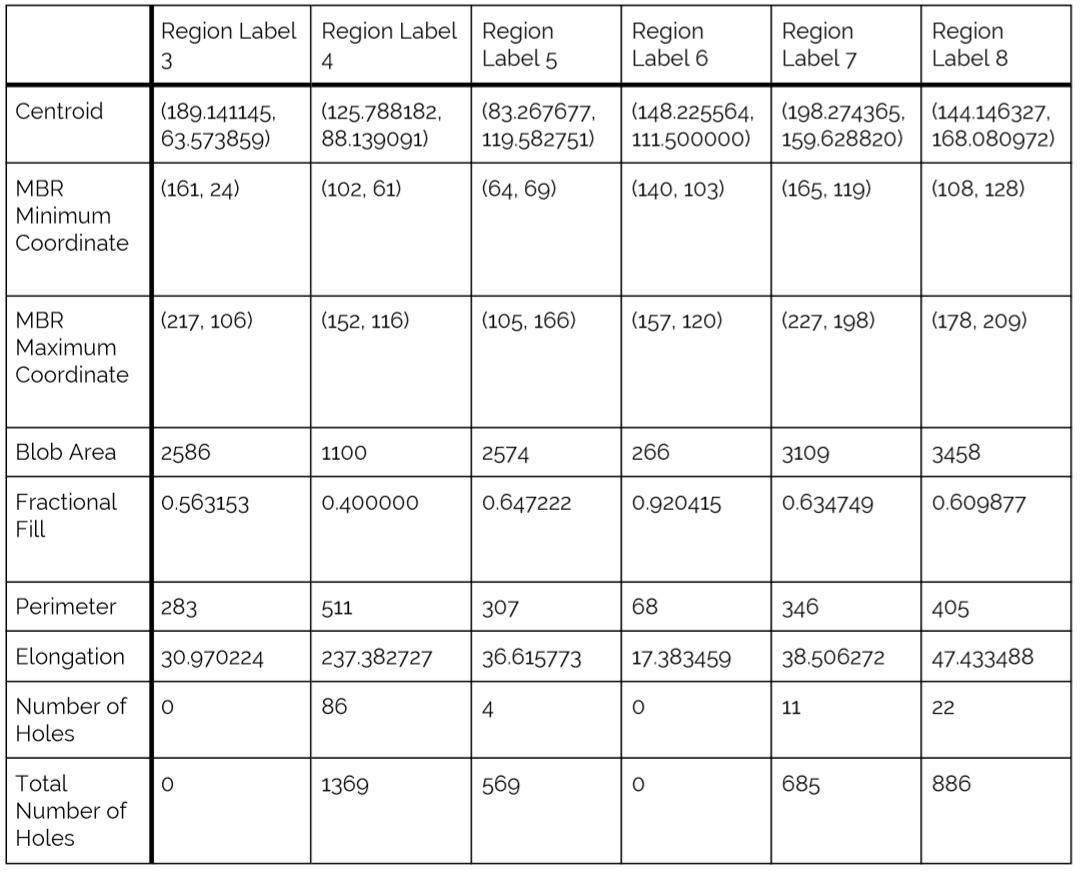 Region Label 3 | Region Label 4 | Region Label 5 | Region Label 6 | Region Label 7 | Region Label 8
Centroid | (189.141145, 63.573859) | (125.788182, 88.139091) | (83.267677, 119.582751) | (148.225564, 111.500000) | (198.274365, 159.628820) | (144.146327, 168.080972)
MBR Minimum Coordinate | (161, 24) | (102, 61) | (64, 69) | (140, 103) | (165, 119) | (108, 128)
MBR Maximum Coordinate | (217, 106) | (152, 116) | (105, 166) | (157, 120) | (227, 198) | (178, 209)
Blob Area | 2586 | 1100 | 2574 | 266 | 3109 | 3458
Fractional Fill | 0.563153 | 0.400000 | 0.647222 | 0.920415 | 0.634749 | 0.609877
Perimeter | 283 | 511 | 307 | 68 | 346 | 405
Elongation | 30.970224 | 237.382727 | 36.615773 | 17.383459 | 38.506272 | 47.433488
Number of Holes | 0 | 86 | 4 | 0 | 11 | 22
Total Number of Holes | 0 | 1369 | 569 | 0 | 685 | 886